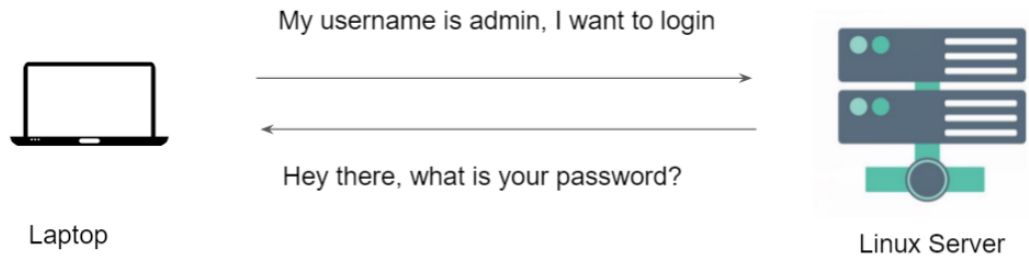 My username is admin, I want to login
Hey there, what is your password?
Laptop
Linux Server